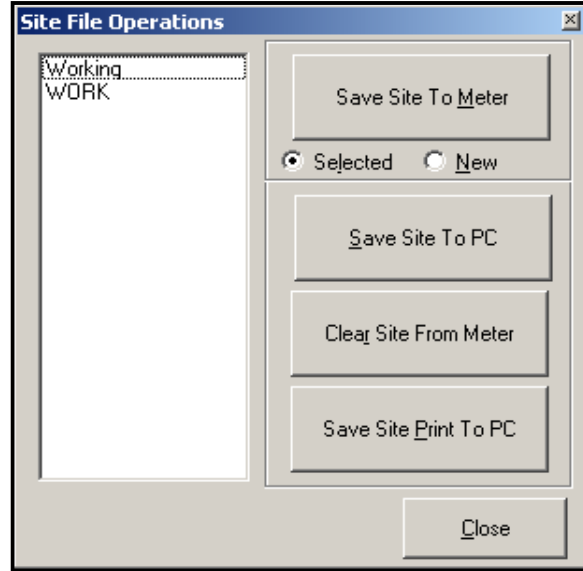 Site File Operations
Working
WORK
Save Site To Meter
Selected
New
Save Site To PC
Clear Site From Meter
Save Site Print To PC
Close